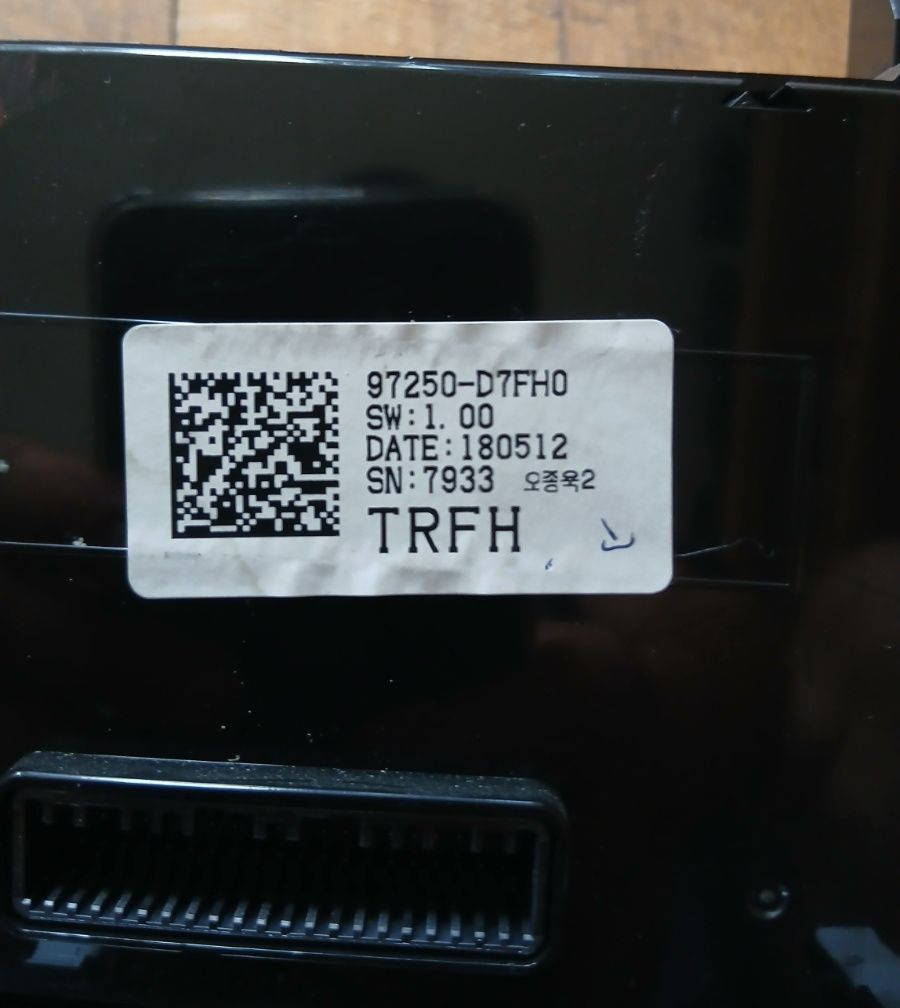 97250-D7FH0
SW:1.00
DATE:180512
SN:7933 오종욱2
TRFH